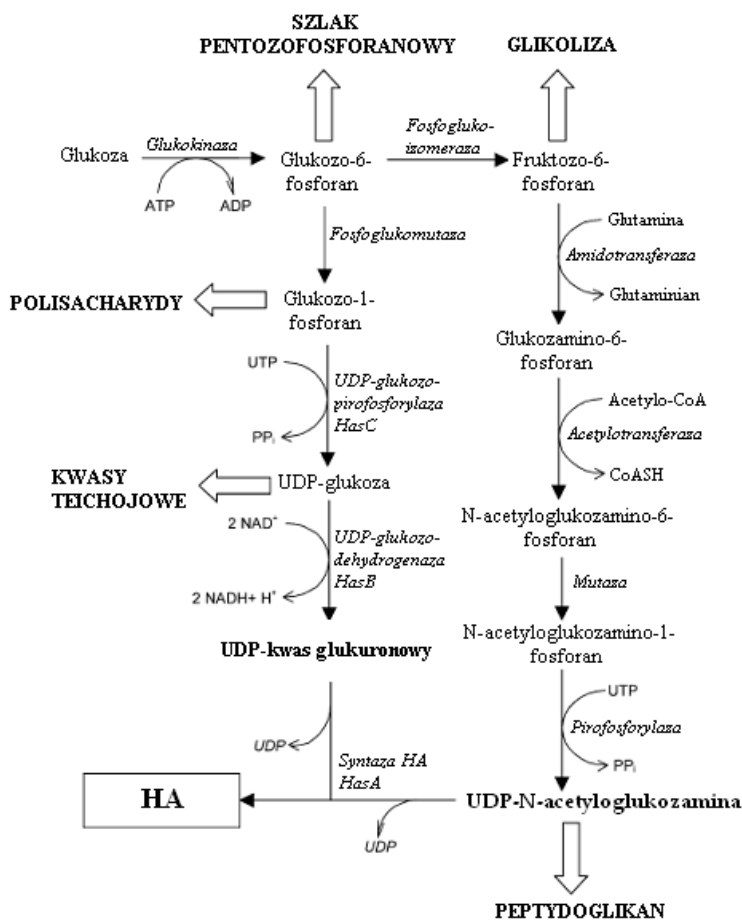 SZLAK
PENTOZOFOSFORANOWY
GLIKOLIZA
Glukoza
Glukokinaza
ATP
ADP
Glukozo-6-
fosforan
Fosfogluko-
izomeraza
Fruktozo-6-
fosforan
Fosfoglukomutaza
Glutamina
Amidotransferaza
Glutaminian
POLISACHARYDY
Glukozo-1-
fosforan
Glukozamino-6-
fosforan
UTP
UDP-glukozo-
pirofosforylaza
HasC
PPi
Acetylo-CoA
Acetylotransferaza
CoASH
KWASY
TEICHOJOWE
UDP-glukoza
N-acetyloglukozamino-6-
fosforan
2 NAD⁺
UDP-glukozo-
dehydrogenaza
HasB
2 NADH+ H⁺
Mutaza
UDP-kwas glukuronowy
N-acetyloglukozamino-1-
fosforan
UTP
Pirofosforylaza
PPi
UDP
Syntaza HA
HasA
HA
UDP-N-acetyloglukozamina
UDP
PEPTYDOGLIKAN